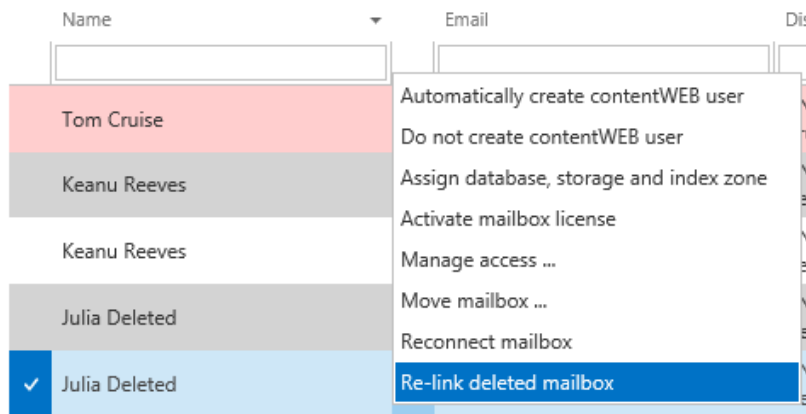 Name Email
Automatically create contentWEB user
Tom Cruise
Do not create contentWEB user
Assign database, storage and index zone
Keanu Reeves
Activate mailbox license
Keanu Reeves
Manage access ...
Move mailbox ...
Julia Deleted
Reconnect mailbox
Julia Deleted
Re-link deleted mailbox